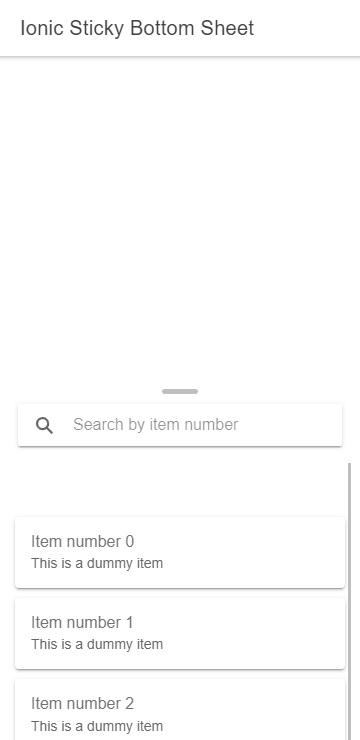 Ionic Sticky Bottom Sheet
Search by item number
Item number 0
This is a dummy item
Item number 1
This is a dummy item
Item number 2
This is a dummy item